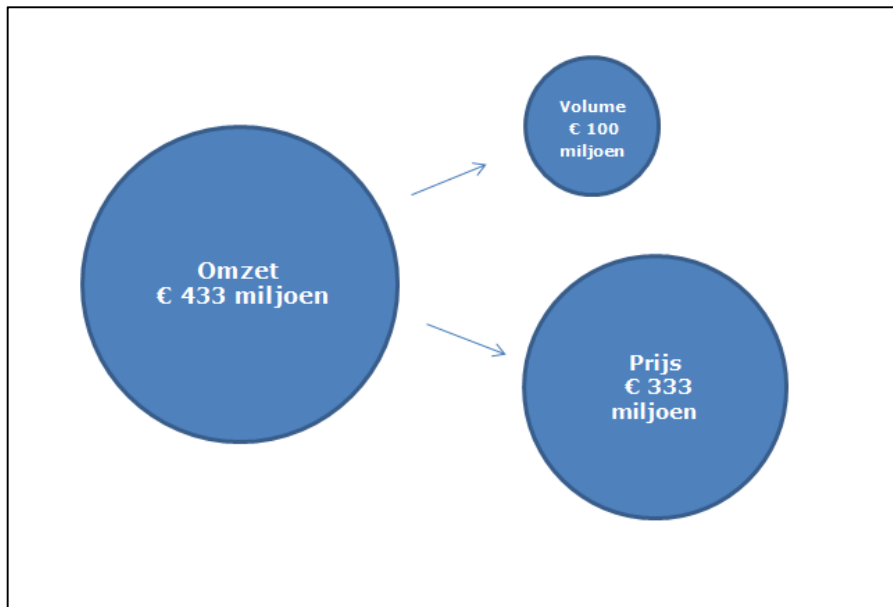 Omzet
€ 433 miljoen
Volume
€ 100
miljoen
Prijs
€ 333
miljoen